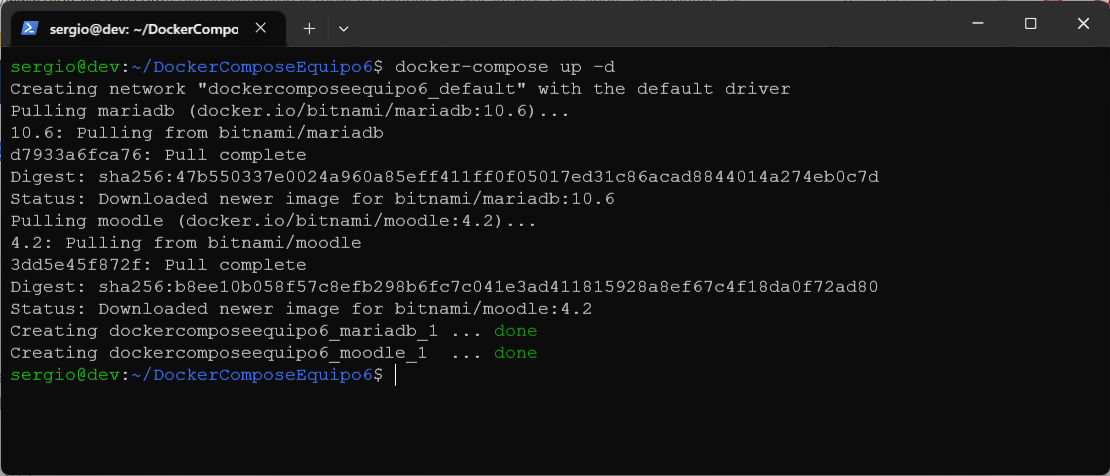 sergio@dev: ~/DockerCompo
sergio@dev:~/DockerComposeEquipo6$ docker-compose up -d
Creating network "dockercomposeequipo6_default" with the default driver
Pulling mariadb (docker.io/bitnami/mariadb:10.6)...
10.6: Pulling from bitnami/mariadb
d7933a6fca76: Pull complete
Digest: sha256:47b550337e0024a960a85eff411ff0f05017ed31c86acad8844014a274eb0c7d
Status: Downloaded newer image for bitnami/mariadb:10.6
Pulling moodle (docker.io/bitnami/moodle:4.2)...
4.2: Pulling from bitnami/moodle
3dd5e45f872f: Pull complete
Digest: sha256:b8ee10b058f57c8efb298b6fc7c041e3ad411815928a8ef67c4f18da0f72ad80
Status: Downloaded newer image for bitnami/moodle:4.2
Creating dockercomposeequipo6_mariadb_1 ... done
Creating dockercomposeequipo6_moodle_1  ... done
sergio@dev:~/DockerComposeEquipo6$